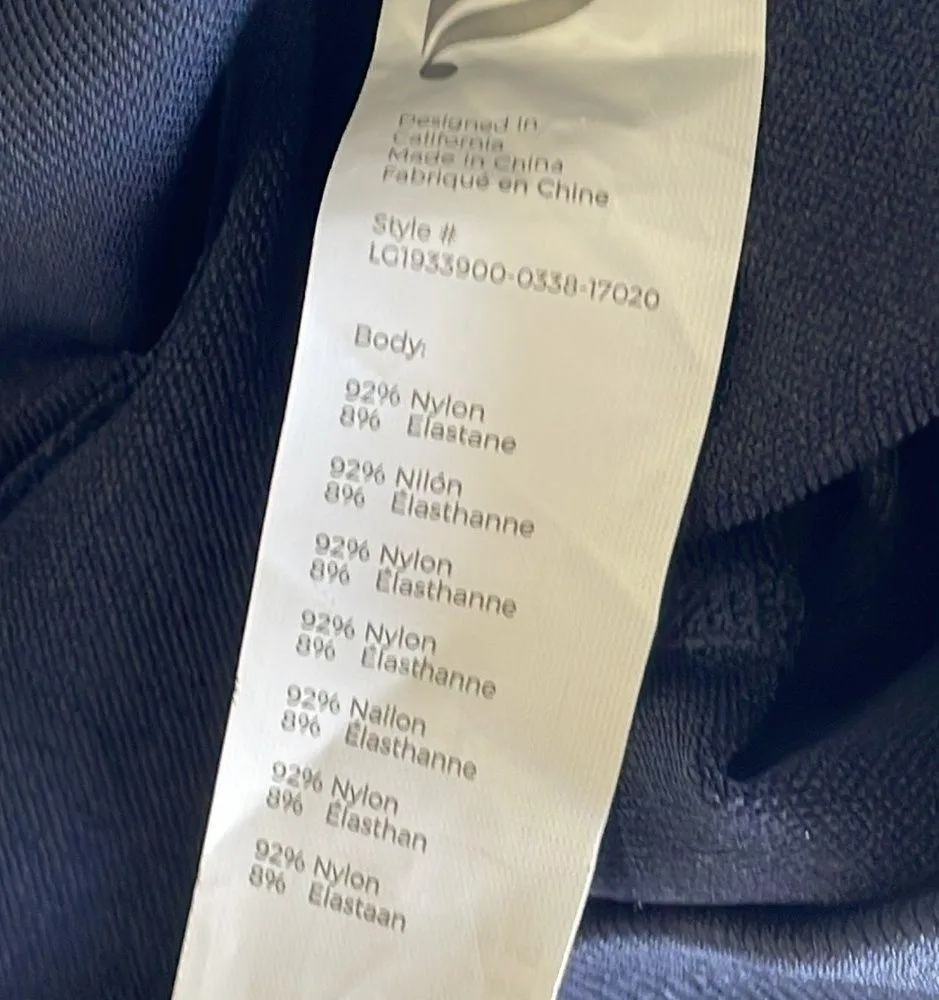 Designed in
California
Made in China
Fabriqué en Chine
Style #
LG1933900-0338-17020
Body:
92% Nylon
8% Elastane
92% Nilón
8% Élasthanne
92% Nylon
8% Élasthanne
92% Nylon
8% Élasthanne
92% Nailon
8% Élasthanne
92% Nylon
8% Élasthan
92% Nylon
8% Elastaan